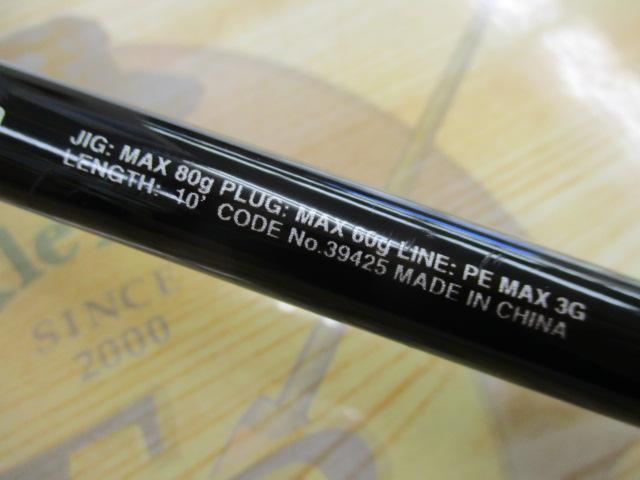 JIG: MAX 80g PLUG: MAX 60g LINE: PE MAX 3G
LENGTH: 10' CODE No.39425 MADE IN CHINA
SINCE
2000